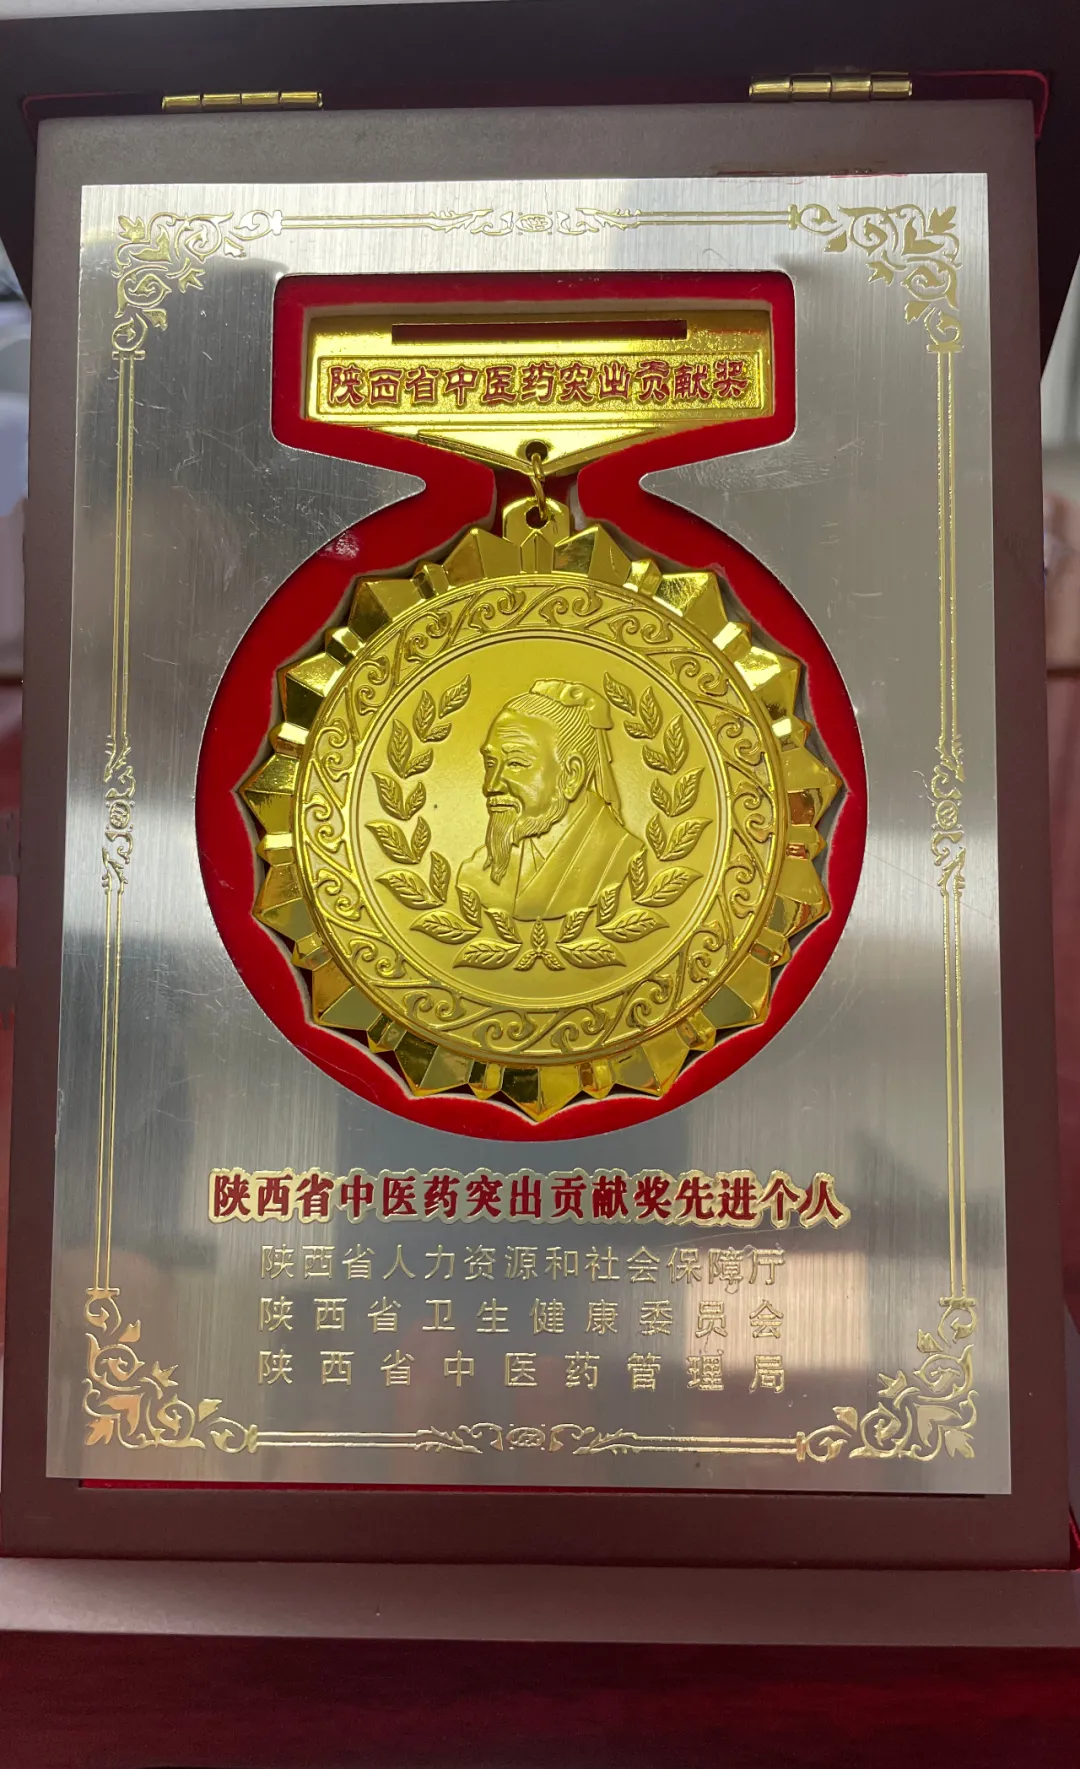 陕西省中医药突出贡献奖
陕西省中医药突出贡献奖先进个人
陕西省人力资源和社会保障厅
陕西省卫生健康委员会
陕西省中医药管理局